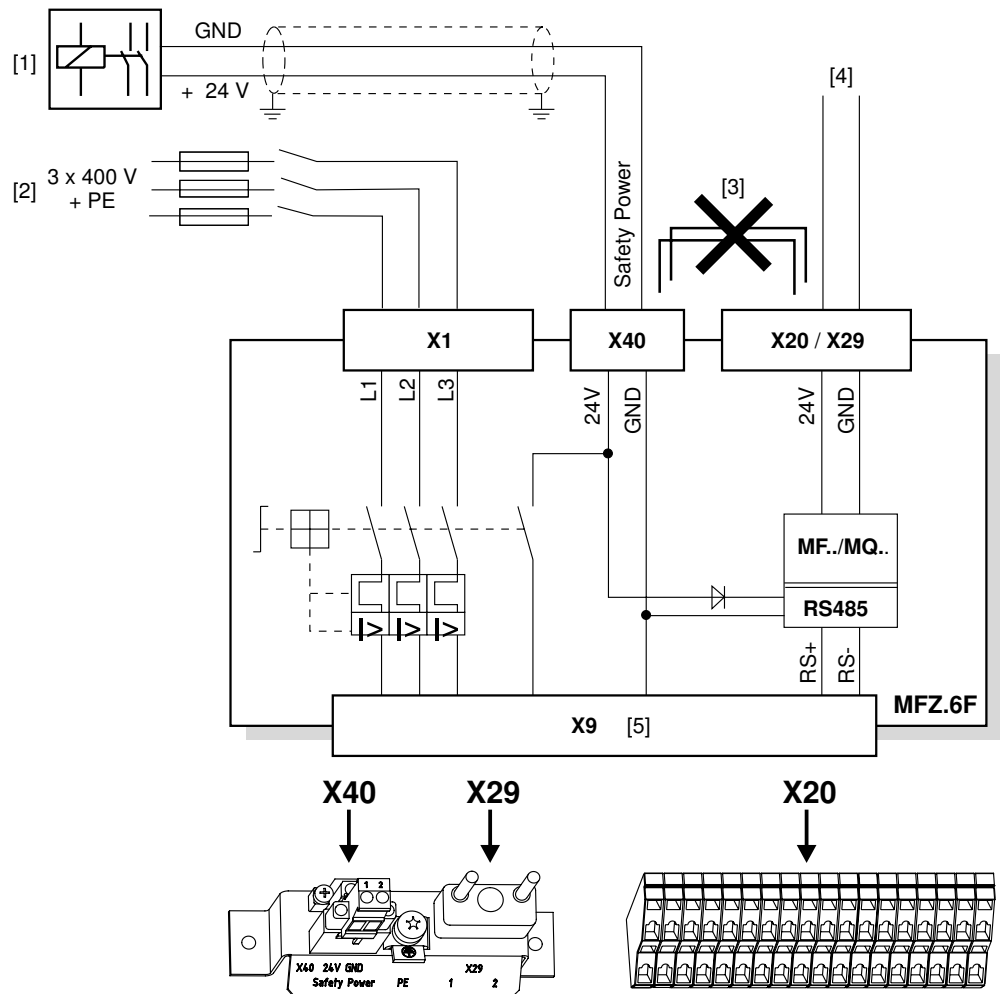 GND
[1]
+ 24 V
[4]
[2] 3 x 400 V
+ PE
Safety Power
[3]
X1
X40
X20 / X29
L1
L2
L3
24V
GND
24V
GND
MF../MQ..
RS485
I>
I>
I>
RS+
RS-
MFZ.6F
X9 [5]
X40
X29
X20
1 2
X40 24V GND
X29
Safety Power
PE
1
2